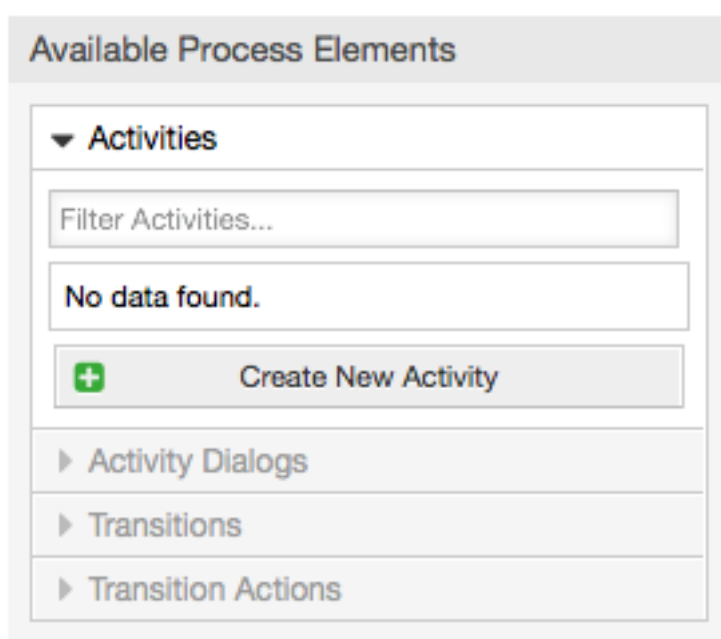 Available Process Elements
Activities
Filter Activities...
No data found.
Create New Activity
Activity Dialogs
Transitions
Transition Actions